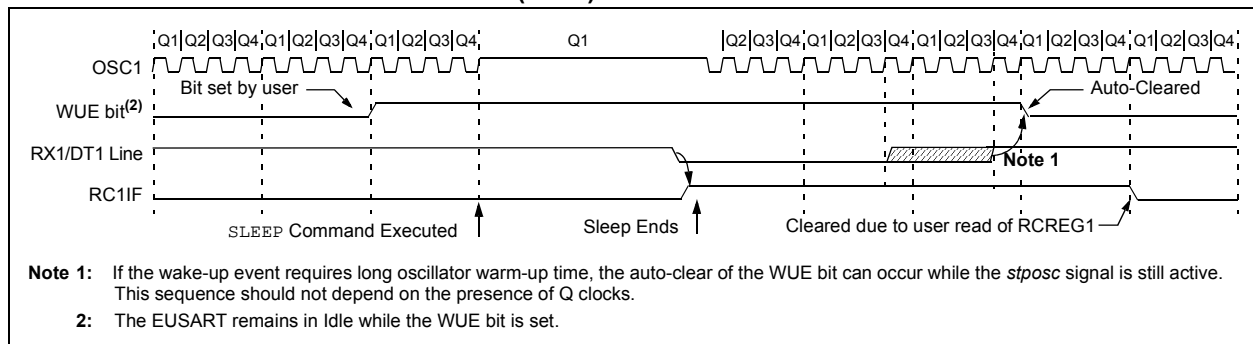 Q1 Q2 Q3 Q4 Q1 Q2 Q3 Q4 Q1 Q2 Q3 Q4 Q1 Q2 Q3 Q4 Q1 Q2 Q3 Q4 Q1 Q2 Q3 Q4 Q1 Q2 Q3 Q4 Q1 Q2 Q3 Q4
OSC1
Bit set by user Auto-Cleared
WUE bit(2)
RX1/DT1 Line
Note 1
RC1IF
SLEEP Command Executed Sleep Ends Cleared due to user read of RCREG1
Note 1: If the wake-up event requires long oscillator warm-up time, the auto-clear of the WUE bit can occur while the stposc signal is still active.
This sequence should not depend on the presence of Q clocks.
2: The EUSART remains in Idle while the WUE bit is set.